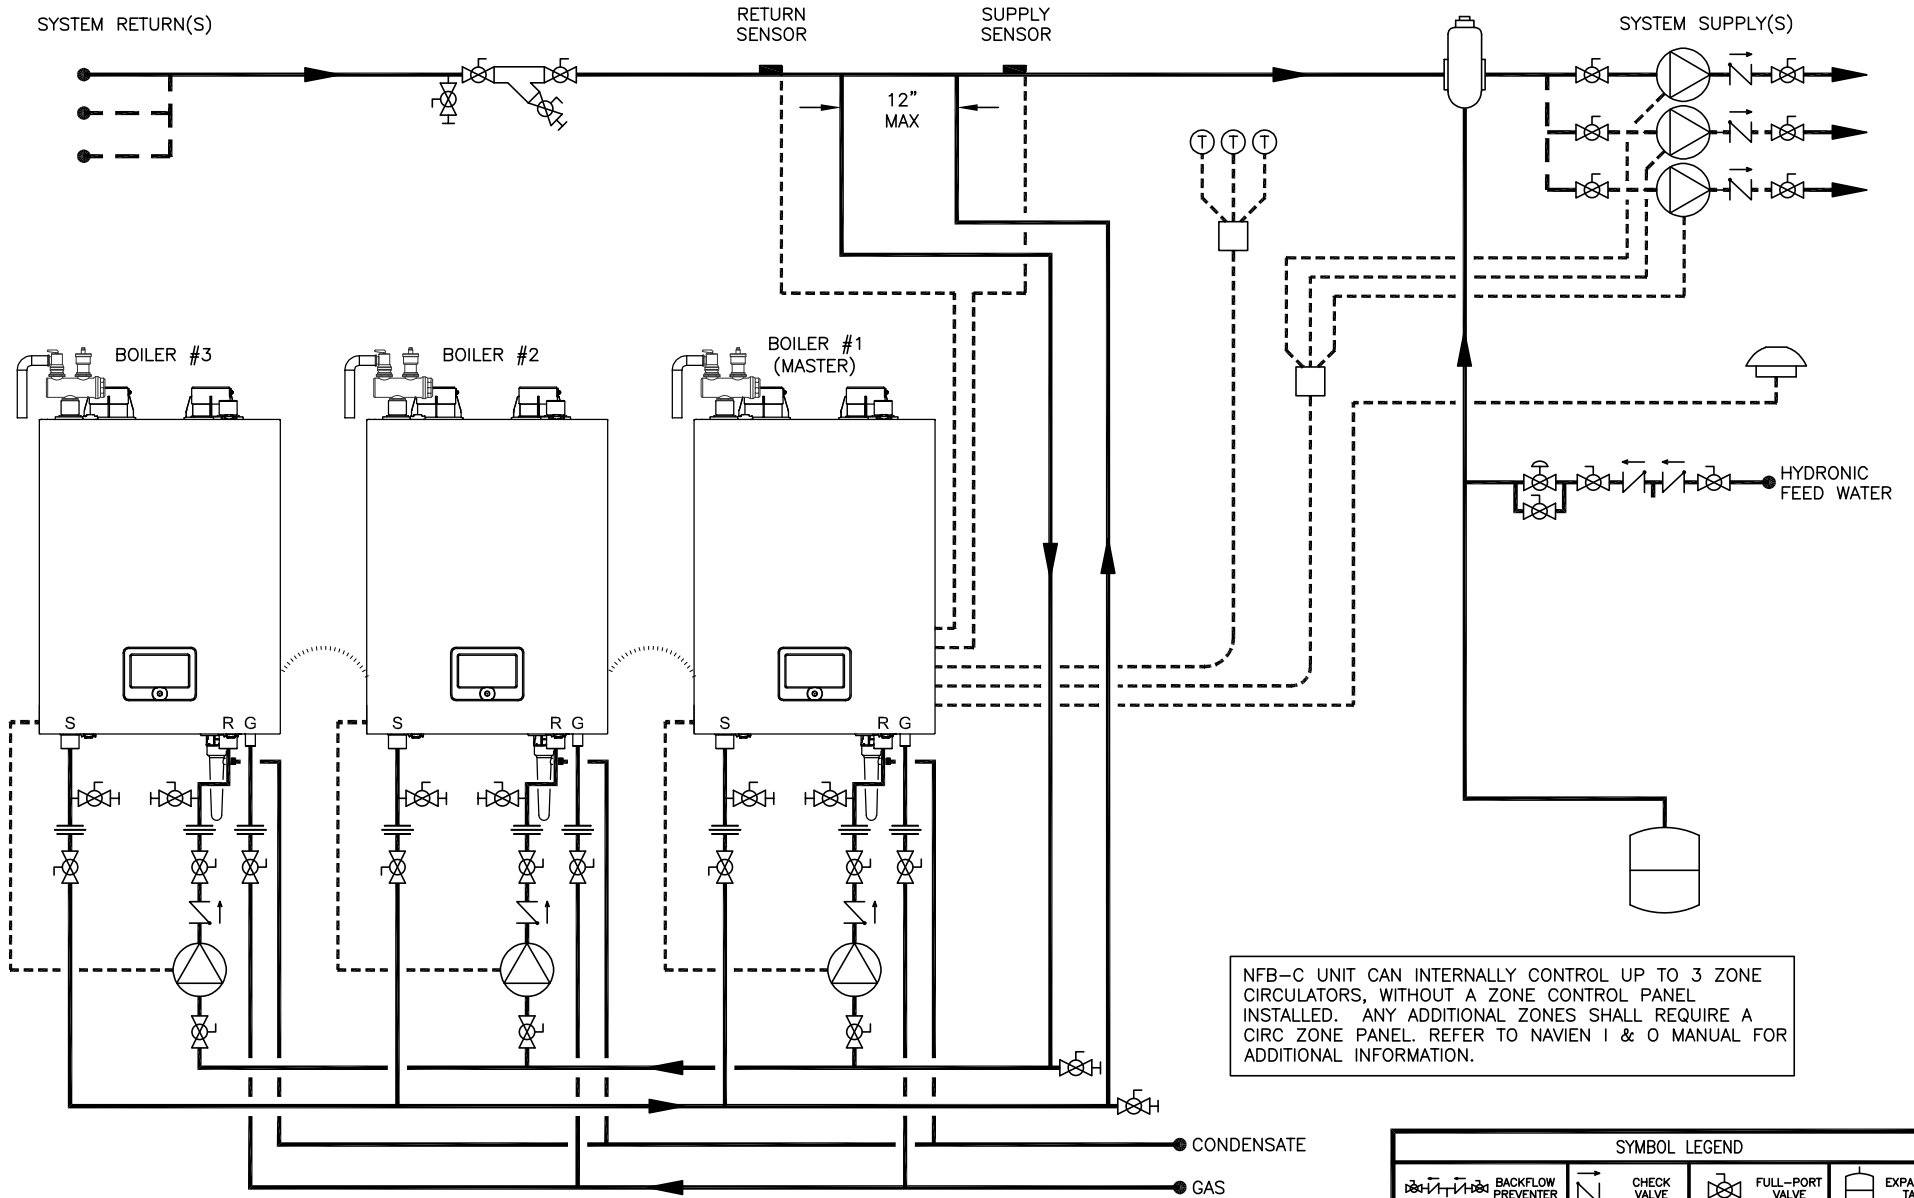 SYSTEM RETURN(S)
RETURN
SENSOR
SUPPLY
SENSOR
SYSTEM SUPPLY(S)
12"
MAX
T T T
BOILER #3
BOILER #2
BOILER #1
(MASTER)
HYDRONIC
FEED WATER
S R G
S R G
S R G
NFB-C UNIT CAN INTERNALLY CONTROL UP TO 3 ZONE
CIRCULATORS, WITHOUT A ZONE CONTROL PANEL
INSTALLED. ANY ADDITIONAL ZONES SHALL REQUIRE A
CIRC ZONE PANEL. REFER TO NAVIEN I & O MANUAL FOR
ADDITIONAL INFORMATION.
CONDENSATE
GAS
SYMBOL LEGEND
BACKFLOW
PREVENTER
CHECK
VALVE
FULL-PORT
VALVE
EXPA
TA